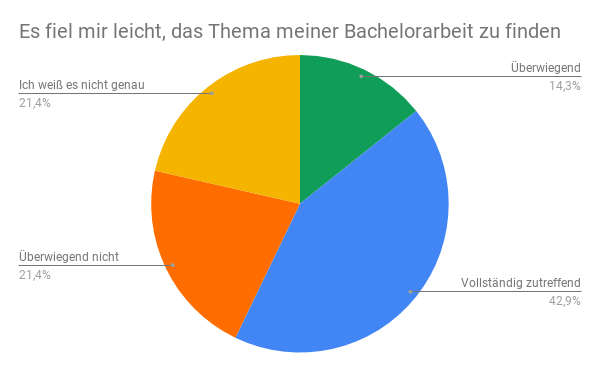 Es fiel mir leicht, das Thema meiner Bachelorarbeit zu finden
Überwiegend
14,3%
Ich weiß es nicht genau
21,4%
Überwiegend nicht
21,4%
Vollständig zutreffend
42,9%